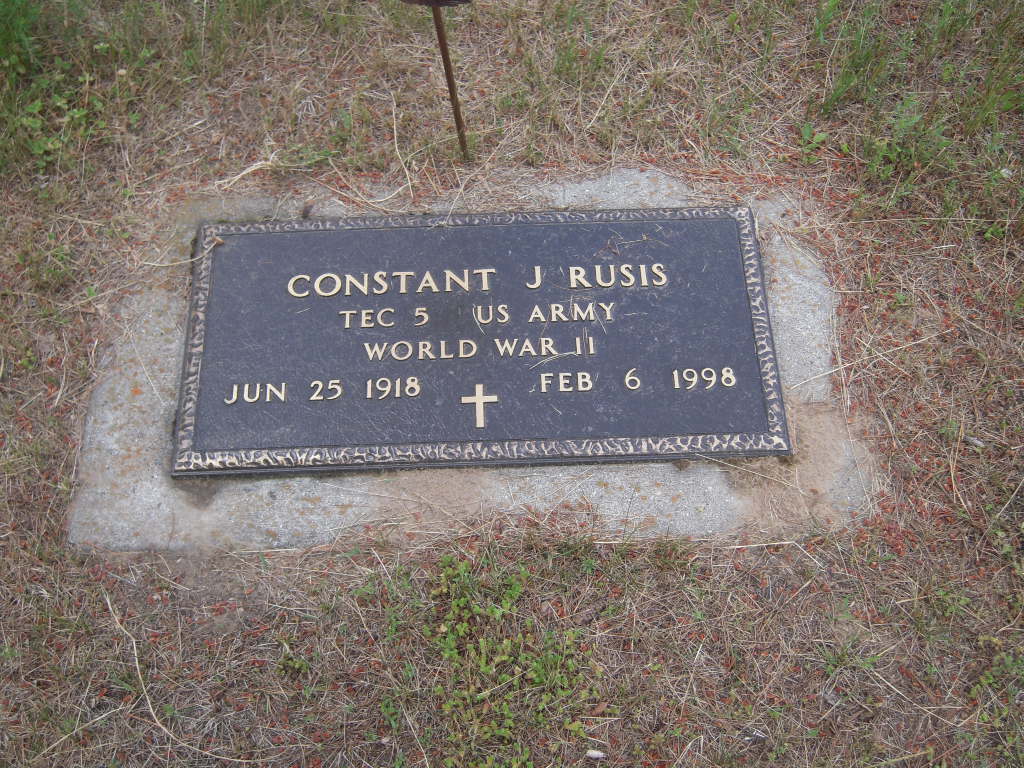 CONSTANT J RUSIS
TEC 5 US ARMY
WORLD WAR II
JUN 25 1918 FEB 6 1998